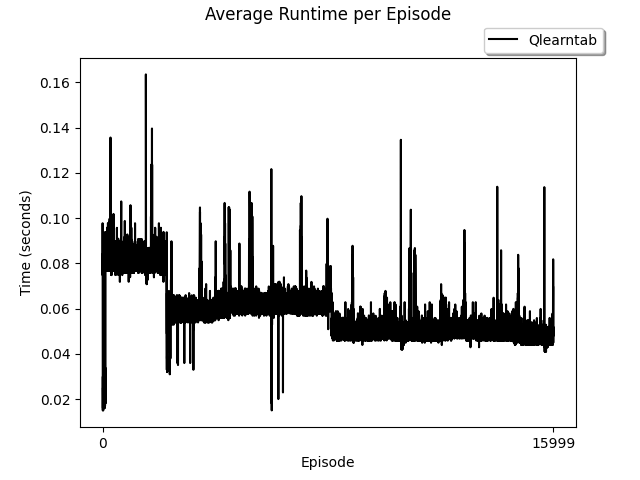 Average Runtime per Episode
Qlearntab
0.16
0.14
0.12
0.10
0.08
0.06
0.04
0.02
Time (seconds)
0
15999
Episode